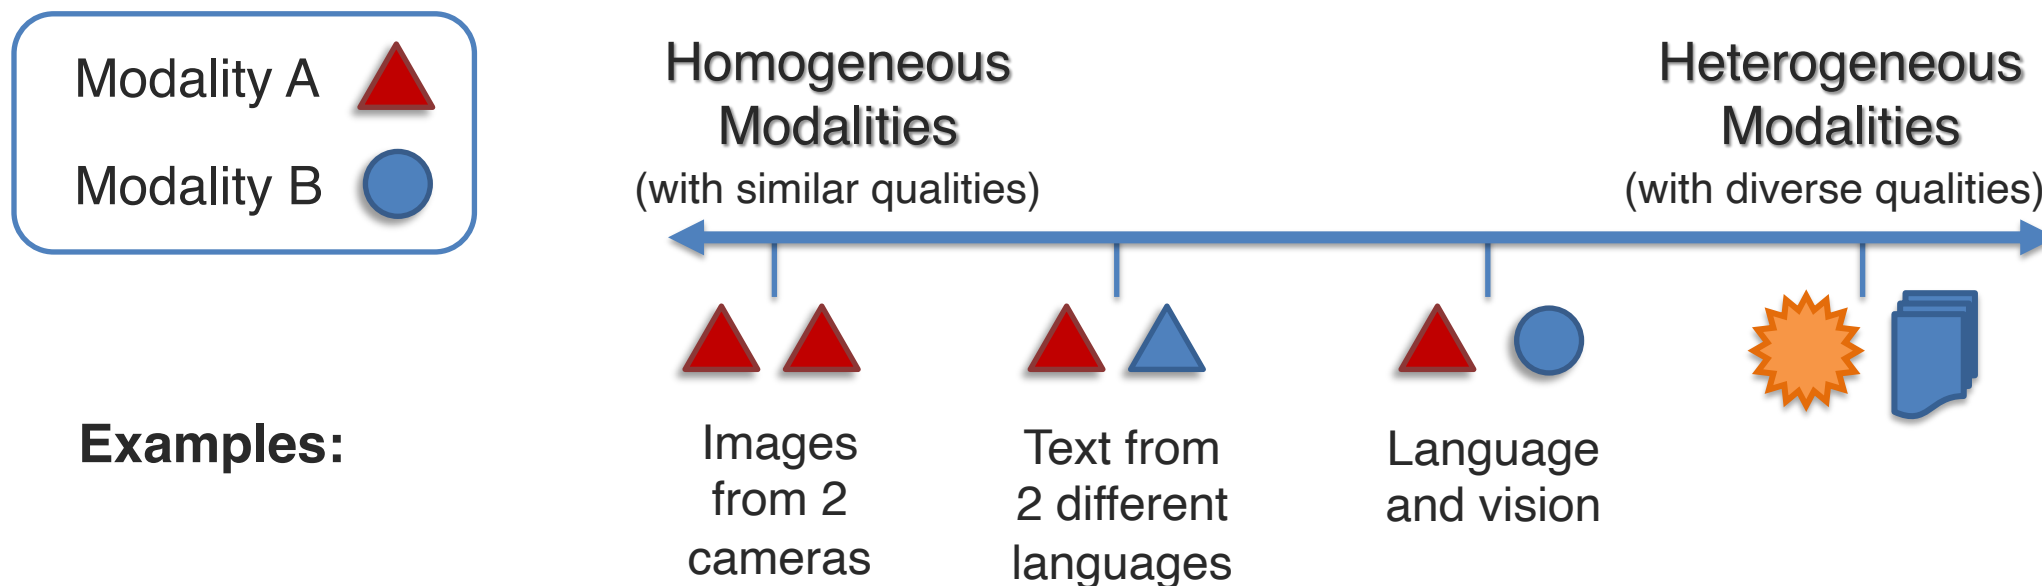 Modality A
Modality B
Homogeneous
Modalities
(with similar qualities)
Heterogeneous
Modalities
(with diverse qualities)
Examples:
Images
from 2
cameras
Text from
2 different
languages
Language
and vision